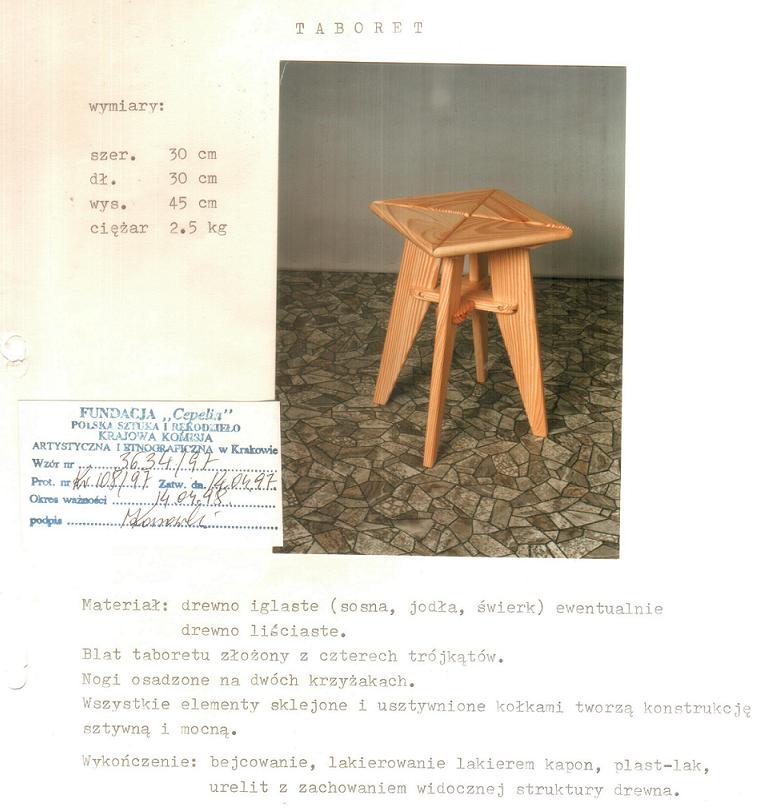 TABORET
wymiary:
szer. 30 cm
dł. 30 cm
wys. 45 cm
ciężar 2.5 kg
FUNDACJA „Cepelia”
POLSKA SZTUKA I RĘKODZIEŁO
KRAJOWA KOMISJA
ARTYSTYCZNA I ETNOGRAFICZNA w Krakowie
Wzór nr 3634/97
Prot. nr Kr. 108/97 Zatw. dn. 14.04.97.
Okres ważności 14.04.98.
podpis
Materiał: drewno iglaste (sosna, jodła, świerk) ewentualnie
drewno liściaste.
Blat taboretu złożony z czterech trójkątów.
Nogi osadzone na dwóch krzyżakach.
Wszystkie elementy sklejone i usztywnione kołkami tworzą konstrukcję
sztywną i mocną.
Wykończenie: bejcowanie, lakierowanie lakierem kapon, plast-lak,
urelit z zachowaniem widocznej struktury drewna.